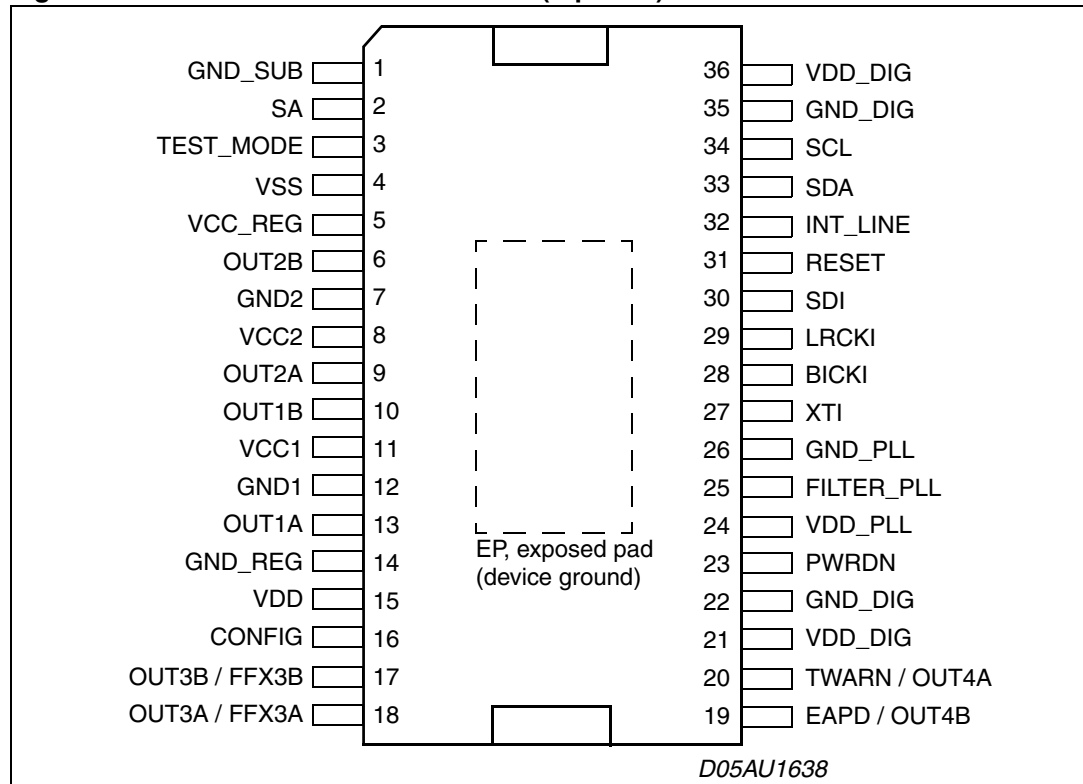 GND_SUB 1 36 VDD_DIG
SA 2 35 GND_DIG
TEST_MODE 3 34 SCL
VSS 4 33 SDA
VCC_REG 5 32 INT_LINE
OUT2B 6 31 RESET
GND2 7 30 SDI
VCC2 8 29 LRCKI
OUT2A 9 28 BICKI
OUT1B 10 27 XTI
VCC1 11 26 GND_PLL
GND1 12 25 FILTER_PLL
OUT1A 13 24 VDD_PLL
GND_REG 14 23 PWRDN
VDD 15 22 GND_DIG
CONFIG 16 21 VDD_DIG
OUT3B / FFX3B 17 20 TWARN / OUT4A
OUT3A / FFX3A 18 19 EAPD / OUT4B
EP, exposed pad
(device ground)
D05AU1638